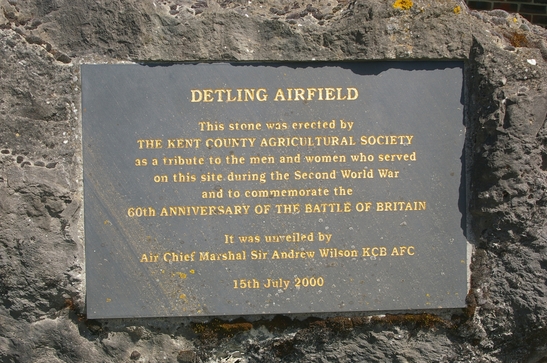 DETLING AIRFIELD
This stone was erected by
THE KENT COUNTY AGRICULTURAL SOCIETY
as a tribute to the men and women who served
on this site during the Second World War
and to commemorate the
60th ANNIVERSARY OF THE BATTLE OF BRITAIN
It was unveiled by
Air Chief Marshal Sir Andrew Wilson KCB AFC
15th July 2000